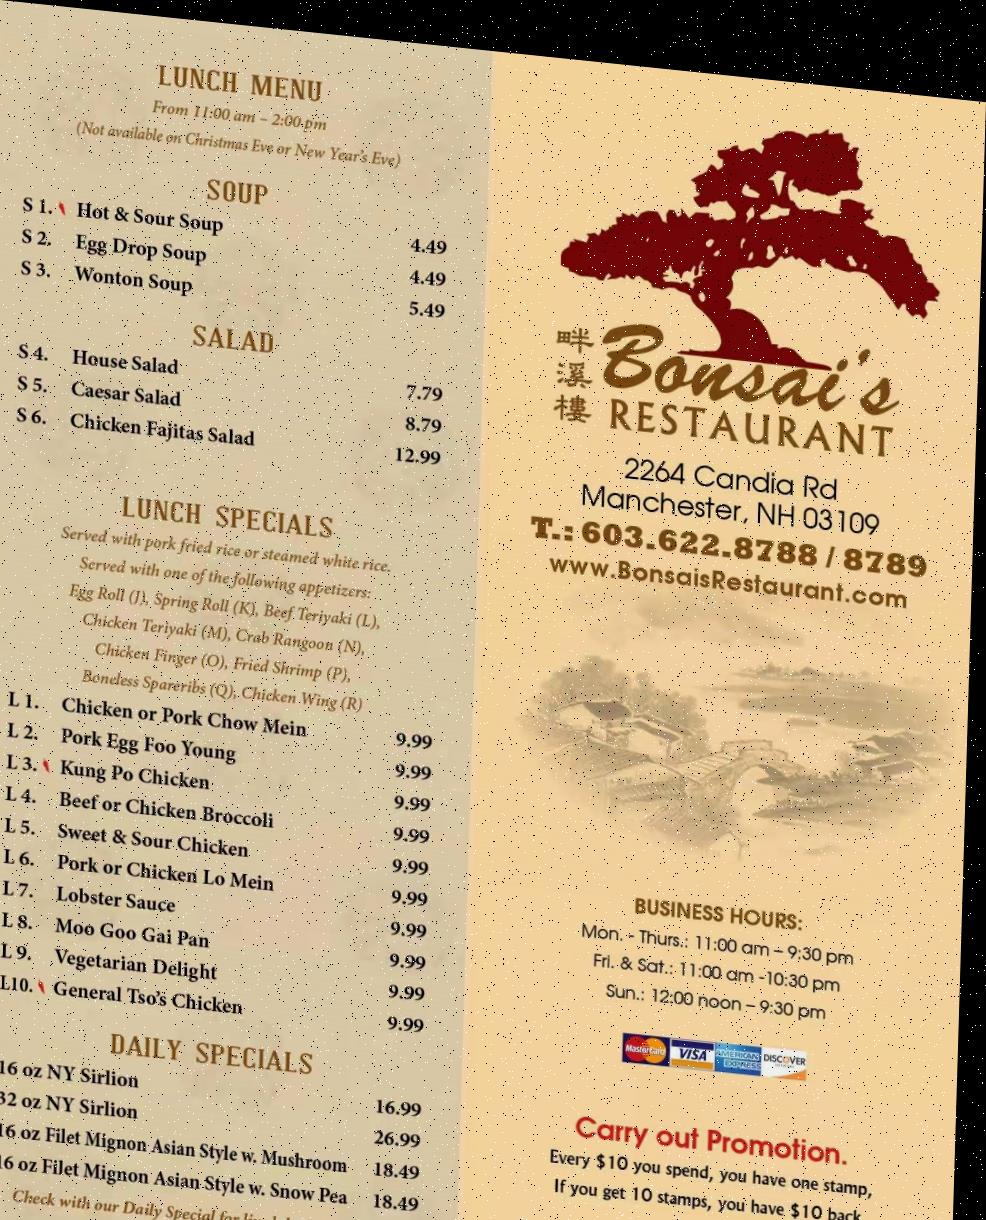 LUNCH MENU
From 11:00 am – 2:00 pm
(Not available on Christmas Eve or New Year's Eve)
SOUP
S 1. Hot & Sour Soup 4.49
S 2. Egg Drop Soup 4.49
S 3. Wonton Soup 5.49
SALAD
S 4. House Salad 7.79
S 5. Caesar Salad 8.79
S 6. Chicken Fajitas Salad 12.99
LUNCH SPECIALS
Served with pork fried rice or steamed white rice.
Served with one of the following appetizers:
Egg Roll (J), Spring Roll (K), Beef Teriyaki (L),
Chicken Teriyaki (M), Crab Rangoon (N),
Chicken Finger (O), Fried Shrimp (P),
Boneless Spareribs (Q), Chicken Wing (R)
L 1. Chicken or Pork Chow Mein 9.99
L 2. Pork Egg Foo Young 9.99
L 3. Kung Po Chicken 9.99
L 4. Beef or Chicken Broccoli 9.99
L 5. Sweet & Sour Chicken 9.99
L 6. Pork or Chicken Lo Mein 9.99
L 7. Lobster Sauce 9.99
L 8. Moo Goo Gai Pan 9.99
L 9. Vegetarian Delight 9.99
L10. General Tso's Chicken 9.99
DAILY SPECIALS
16 oz NY Sirlion 16.99
32 oz NY Sirlion 26.99
16 oz Filet Mignon Asian Style w. Mushroom 18.49
16 oz Filet Mignon Asian Style w. Snow Pea 18.49
Check with our Daily Special for
畔溪樓
Bonsai's
RESTAURANT
2264 Candia Rd
Manchester, NH 03109
T.: 603.622.8788 / 8789
www.BonsaisRestaurant.com
BUSINESS HOURS:
Mon. - Thurs.: 11:00 am – 9:30 pm
Fri. & Sat.: 11:00 am -10:30 pm
Sun.: 12:00 noon – 9:30 pm
MasterCard VISA AMERICAN EXPRESS DISCOVER
Carry out Promotion.
Every $10 you spend, you have one stamp,
If you get 10 stamps, you have $10 back